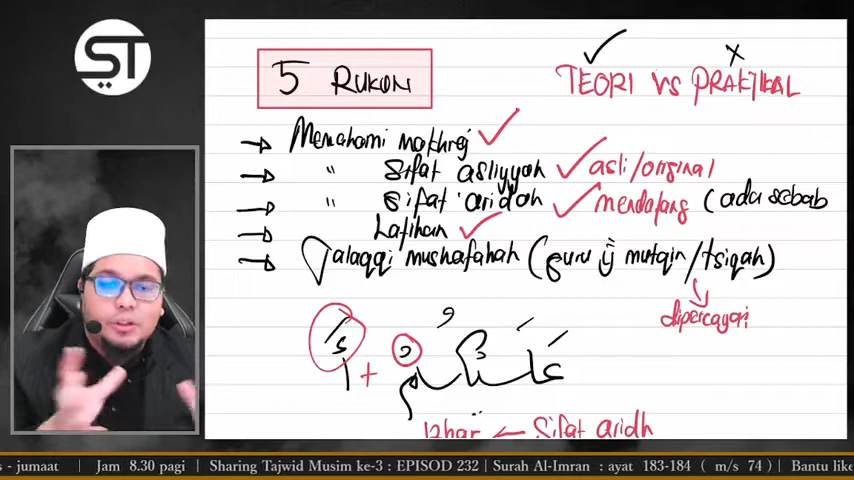 ST
5 RUKUN
TEORI vs PRAKTIKAL
→ Memahami makhraj
→ " Sifat asliyyah asli/original
→ " Sifat 'aridah mendatang (ada sebab
→ Latihan
→ Talaqqi mushafahah (guru yg mutqin/tsiqah)
dipercayai
عَلَيْكُمْ + أَ
Izhar ← Sifat aridh
s - jumaat | Jam 8.30 pagi | Sharing Tajwid Musim ke-3 : EPISOD 232 | Surah Al-Imran : ayat 183-184 ( m/s 74 ) | Bantu like